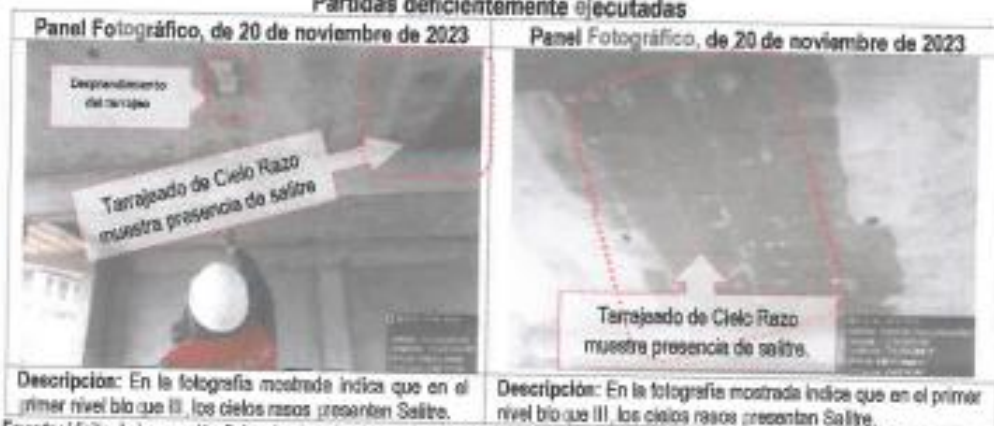 Partidas deficientemente ejecutadas
Panel Fotográfico, de 20 de noviembre de 2023
Desprendimiento
del tarrajeo
Tarrajeado de Cielo Razo
muestra presencia de salitre
Descripción: En la fotografía mostrada indica que en el
primer nivel bloque III, los cielos rasos presentan Salitre.
Panel Fotográfico, de 20 de noviembre de 2023
Tarrajeado de Cielo Razo
muestra presencia de salitre.
Descripción: En la fotografía mostrada indica que en el primer
nivel bloque III, los cielos rasos presentan Salitre.